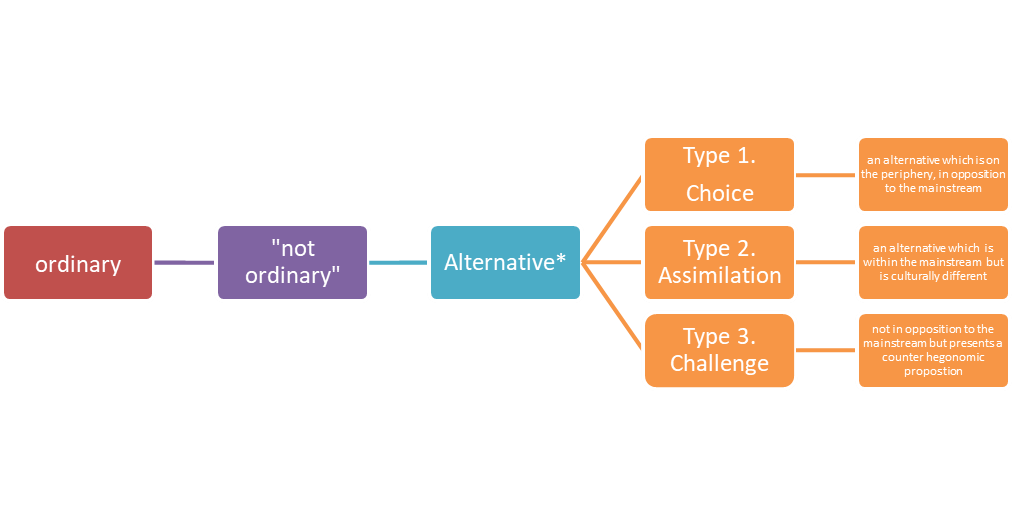 ordinary
"not
ordinary"
Alternative*
Type 1.
Choice
an alternative which is on
the periphery, in opposition
to the mainstream
Type 2.
Assimilation
an alternative which is
within the mainstream but
is culturally different
Type 3.
Challenge
not in opposition to the
mainstream but presents a
counter hegonomic
propostion